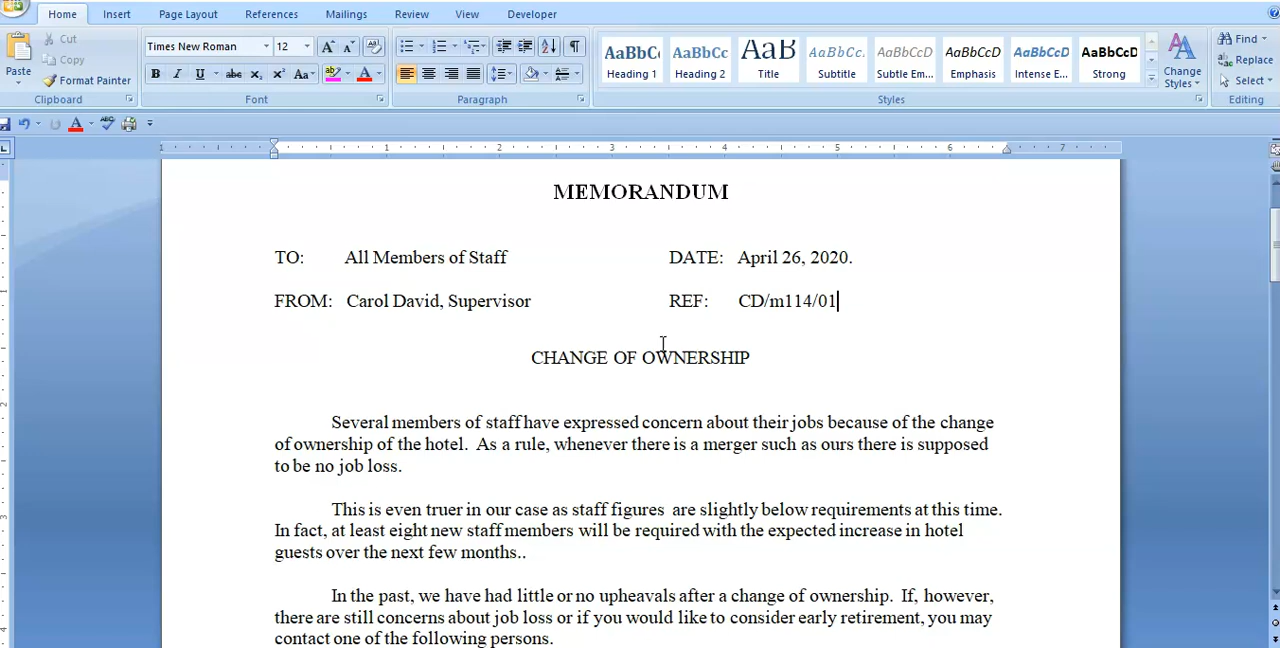 Home Insert Page Layout References Mailings Review View Developer
Cut
Copy
Paste
Format Painter
Times New Roman 12
AaBbCc AaBbCc AaB AaBbCc. AaBbCcD AaBbCcD AaBbCcD AaBbCcD
Heading 1 Heading 2 Title Subtitle Subtle Em... Emphasis Intense E... Strong
Change Styles
Find
Replace
Select
Clipboard Font Paragraph Styles Editing
1 1 2 3 4 5 6 7
MEMORANDUM
TO: All Members of Staff DATE: April 26, 2020.
FROM: Carol David, Supervisor REF: CD/m114/01
CHANGE OF OWNERSHIP
Several members of staff have expressed concern about their jobs because of the change
of ownership of the hotel. As a rule, whenever there is a merger such as ours there is supposed
to be no job loss.
This is even truer in our case as staff figures are slightly below requirements at this time.
In fact, at least eight new staff members will be required with the expected increase in hotel
guests over the next few months..
In the past, we have had little or no upheavals after a change of ownership. If, however,
there are still concerns about job loss or if you would like to consider early retirement, you may
contact one of the following persons.